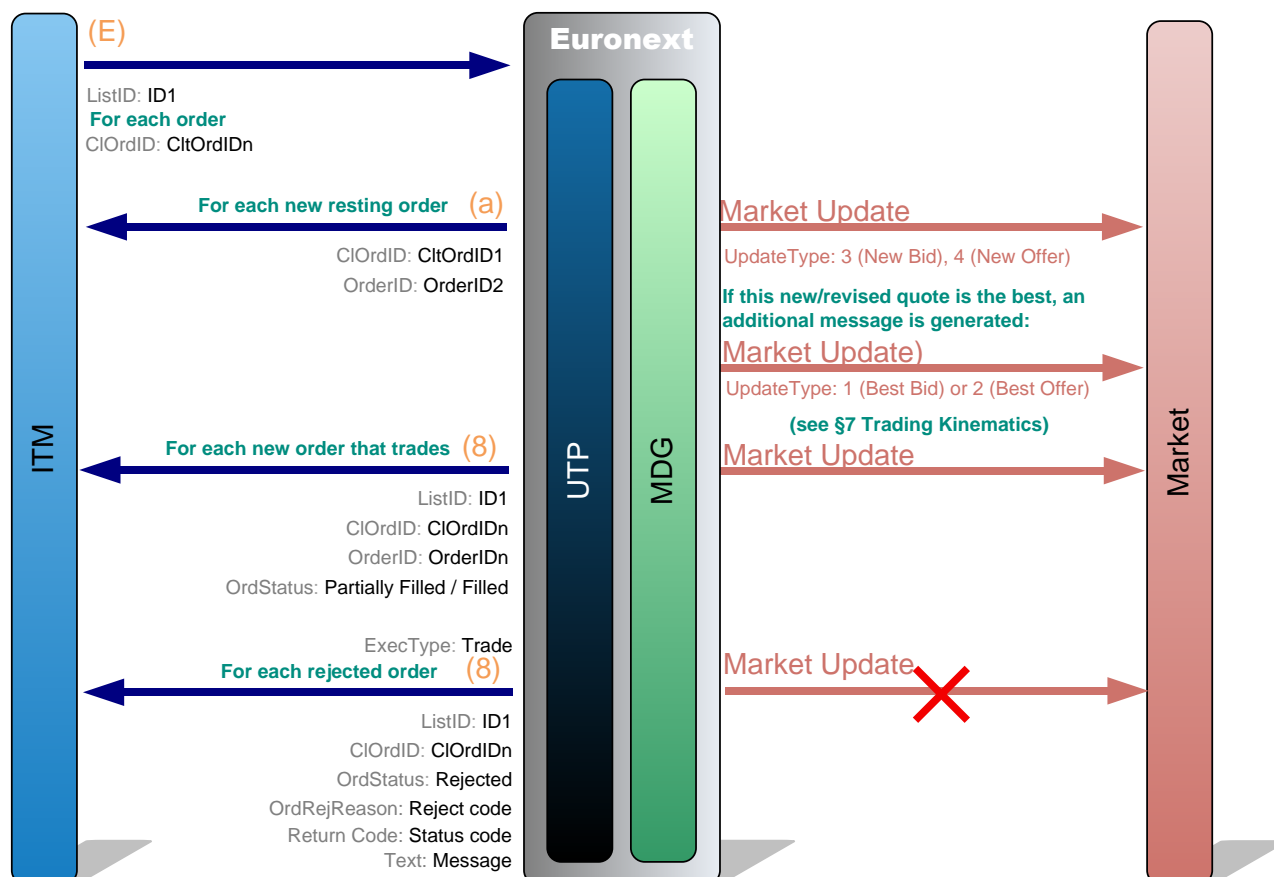 (E)
Euronext
ListID: ID1
For each order
ClOrdID: CltOrdIDn
For each new resting order (a)
Market Update
ClOrdID: CltOrdID1
OrderID: OrderID2
UpdateType: 3 (New Bid), 4 (New Offer)
If this new/revised quote is the best, an
additional message is generated:
Market Update)
UpdateType: 1 (Best Bid) or 2 (Best Offer)
(see §7 Trading Kinematics)
For each new order that trades (8)
Market Update
ITM
UTP
MDG
Market
ListID: ID1
ClOrdID: ClOrdIDn
OrderID: OrderIDn
OrdStatus: Partially Filled / Filled
ExecType: Trade
For each rejected order (8)
Market Update
ListID: ID1
ClOrdID: ClOrdIDn
OrdStatus: Rejected
OrdRejReason: Reject code
Return Code: Status code
Text: Message